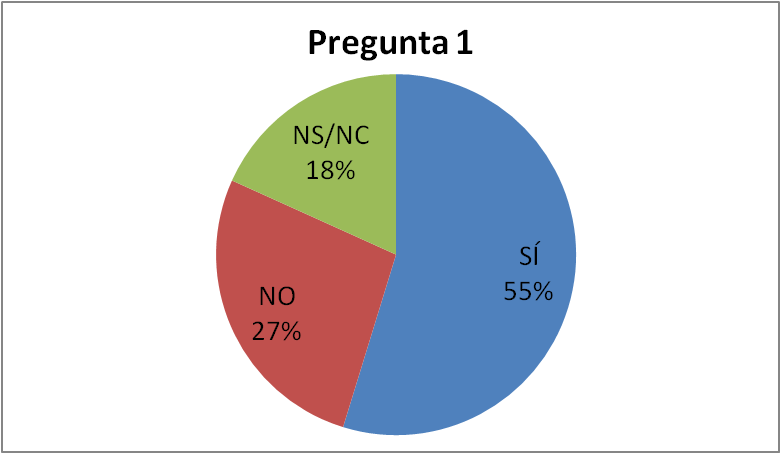 Pregunta 1
NS/NC
18%
SÍ
55%
NO
27%